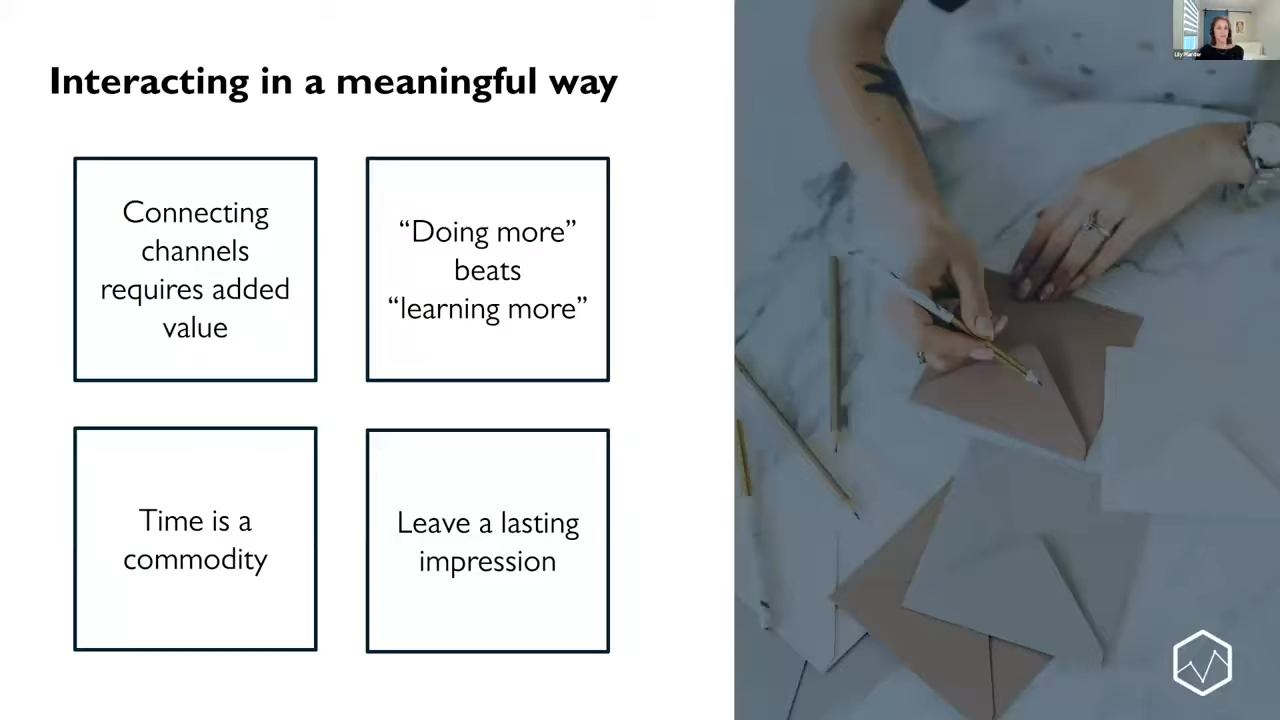 Interacting in a meaningful way
Connecting
channels
requires added
value
“Doing more”
beats
“learning more”
Time is a
commodity
Leave a lasting
impression